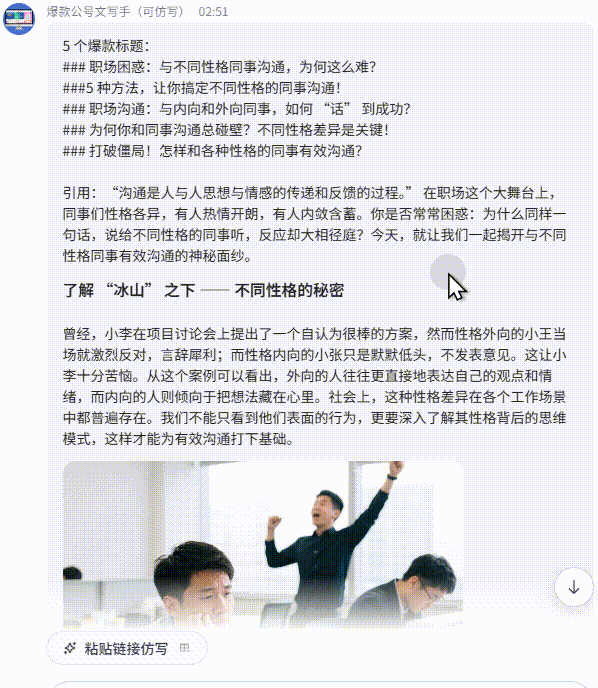 爆款公号文写手（可仿写） 02:51
5 个爆款标题：
### 职场困惑：与不同性格同事沟通，为何这么难？
###5 种方法，让你搞定不同性格的同事沟通！
### 职场沟通：与内向和外向同事，如何 “话” 到成功？
### 为何你和同事沟通总碰壁？不同性格差异是关键！
### 打破僵局！怎样和各种性格的同事有效沟通？
引用：“沟通是人与人思想与情感的传递和反馈的过程。” 在职场这个大舞台上，
同事们性格各异，有人热情开朗，有人内敛含蓄。你是否常常困惑：为什么同样一
句话，说给不同性格的同事听，反应却大相径庭？今天，就让我们一起揭开与不同
性格同事有效沟通的神秘面纱。
了解 “冰山” 之下 —— 不同性格的秘密
曾经，小李在项目讨论会上提出了一个自认为很棒的方案，然而性格外向的小王当
场就激烈反对，言辞犀利；而性格内向的小张只是默默低头，不发表意见。这让小
李十分苦恼。从这个案例可以看出，外向的人往往更直接地表达自己的观点和情
绪，而内向的人则倾向于把想法藏在心里。社会上，这种性格差异在各个工作场景
中都普遍存在。我们不能只看到他们表面的行为，更要深入了解其性格背后的思维
模式，这样才能为有效沟通打下基础。
粘贴链接仿写